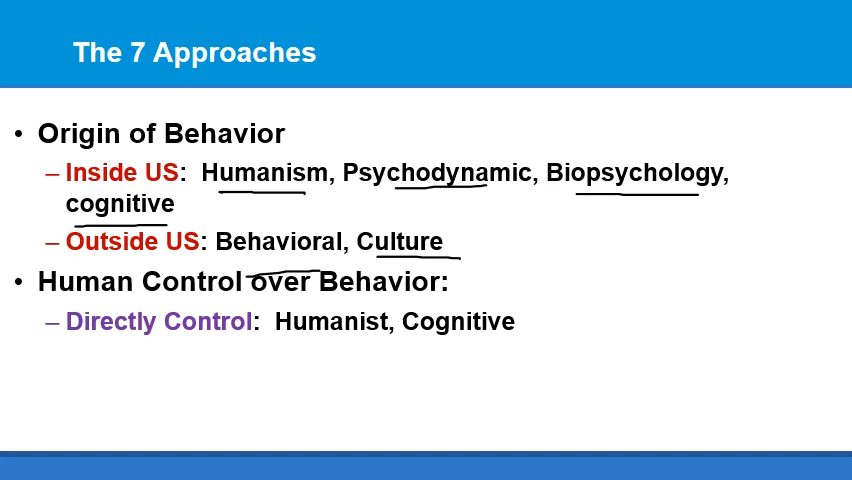 The 7 Approaches
• Origin of Behavior
– Inside US: Humanism, Psychodynamic, Biopsychology,
cognitive
– Outside US: Behavioral, Culture
• Human Control over Behavior:
– Directly Control: Humanist, Cognitive